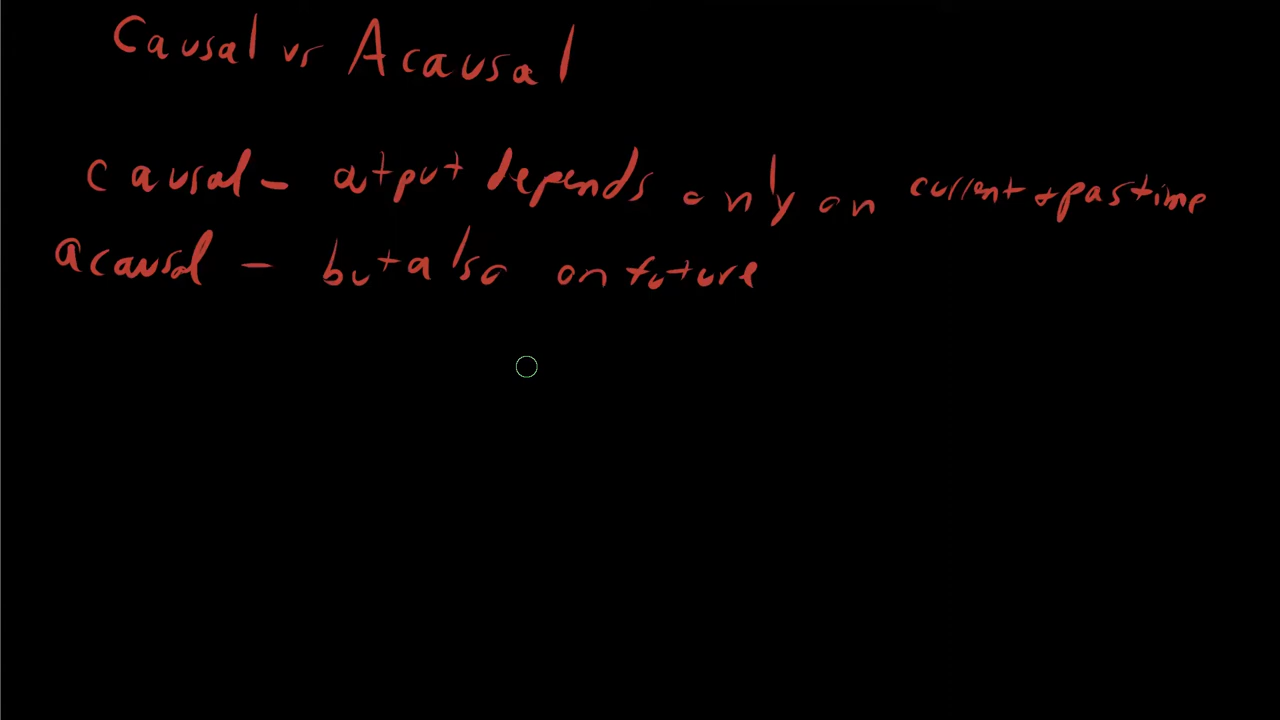 Causal vs Acausal
causal - output depends only on current + past time
acausal - but also on future